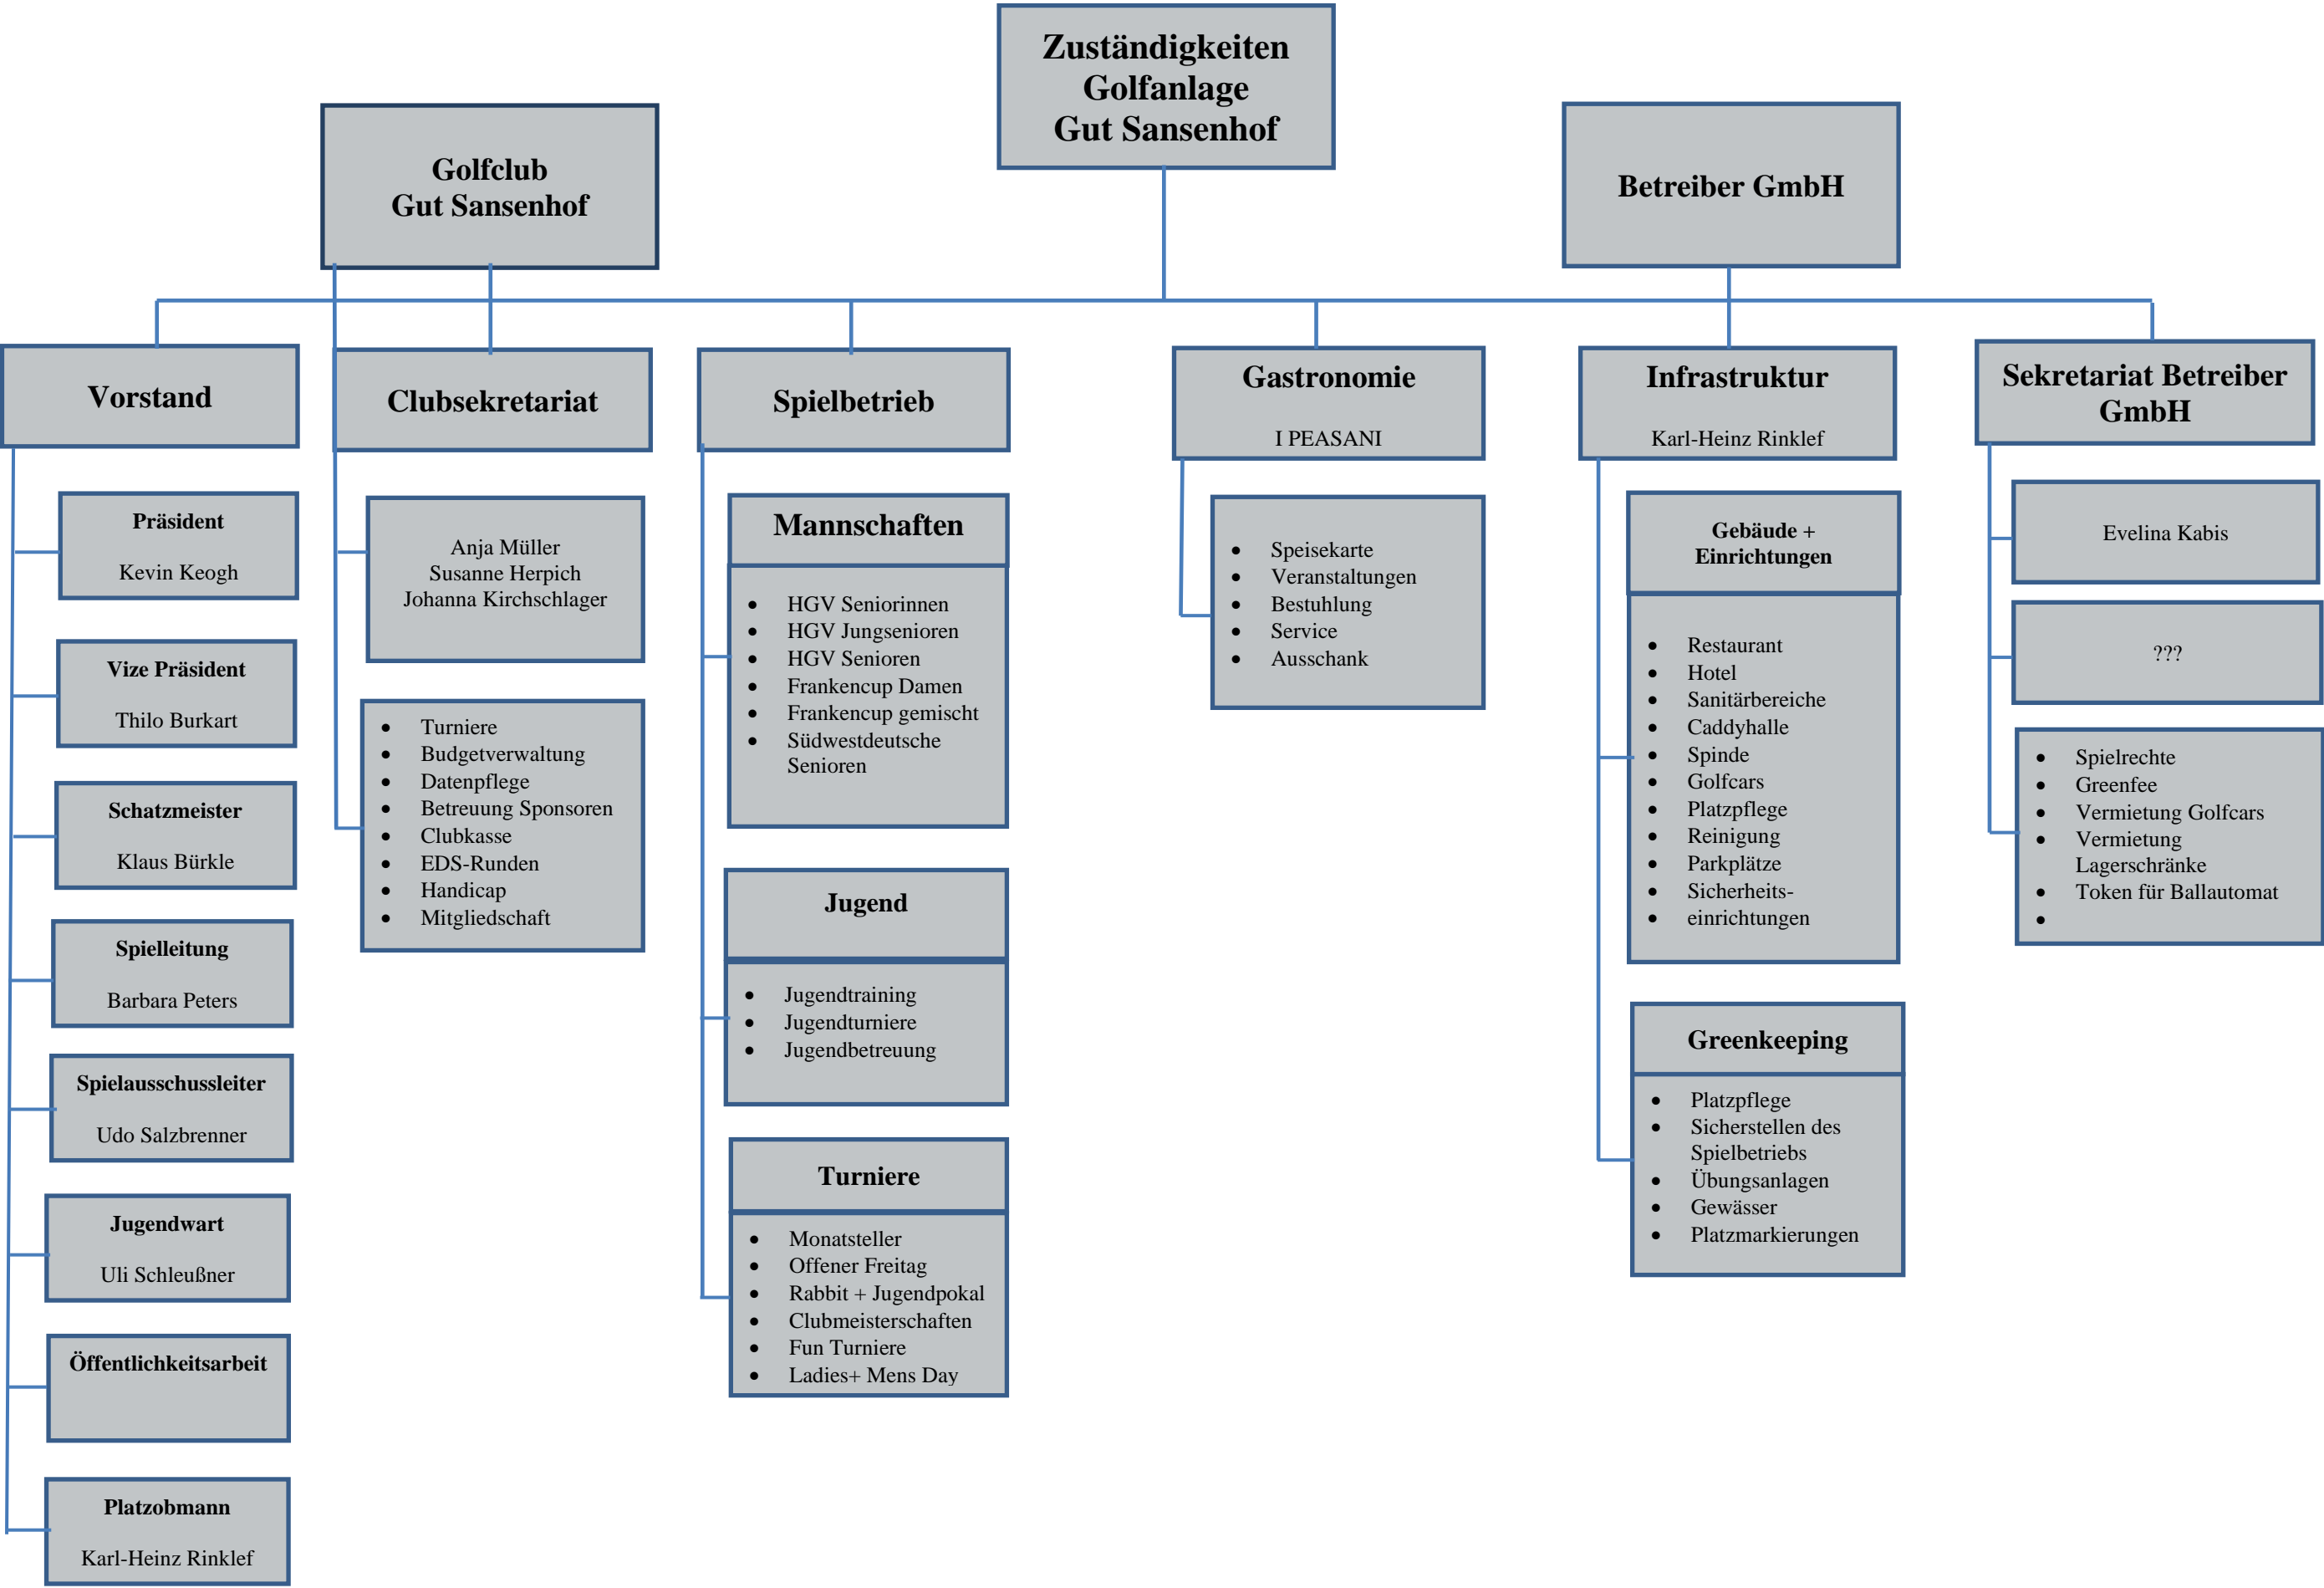 Zuständigkeiten
Golfanlage
Gut Sansenhof
Golfclub
Gut Sansenhof
Betreiber GmbH
Vorstand
Präsident
Kevin Keogh
Vize Präsident
Thilo Burkart
Schatzmeister
Klaus Bürkle
Spielleitung
Barbara Peters
Spielausschussleiter
Udo Salzbrenner
Jugendwart
Uli Schleußner
Öffentlichkeitsarbeit
Platzobmann
Karl-Heinz Rinklef
Clubsekretariat
Anja Müller
Susanne Herpich
Johanna Kirchschlager
• Turniere
• Budgetverwaltung
• Datenpflege
• Betreuung Sponsoren
• Clubkasse
• EDS-Runden
• Handicap
• Mitgliedschaft
Spielbetrieb
Mannschaften
• HGV Seniorinnen
• HGV Jungsenioren
• HGV Senioren
• Frankencup Damen
• Frankencup gemischt
• Südwestdeutsche
Senioren
Jugend
• Jugendtraining
• Jugendturniere
• Jugendbetreuung
Turniere
• Monatsteller
• Offener Freitag
• Rabbit + Jugendpokal
• Clubmeisterschaften
• Fun Turniere
• Ladies+ Mens Day
Gastronomie
I PEASANI
• Speisekarte
• Veranstaltungen
• Bestuhlung
• Service
• Ausschank
Infrastruktur
Karl-Heinz Rinklef
Gebäude +
Einrichtungen
• Restaurant
• Hotel
• Sanitärbereiche
• Caddyhalle
• Spinde
• Golfcars
• Platzpflege
• Reinigung
• Parkplätze
• Sicherheits-
• einrichtungen
Greenkeeping
• Platzpflege
• Sicherstellen des
Spielbetriebs
• Übungsanlagen
• Gewässer
• Platzmarkierungen
Sekretariat Betreiber
GmbH
Evelina Kabis
???
• Spielrechte
• Greenfee
• Vermietung Golfcars
• Vermietung
Lagerschränke
• Token für Ballautomat
•